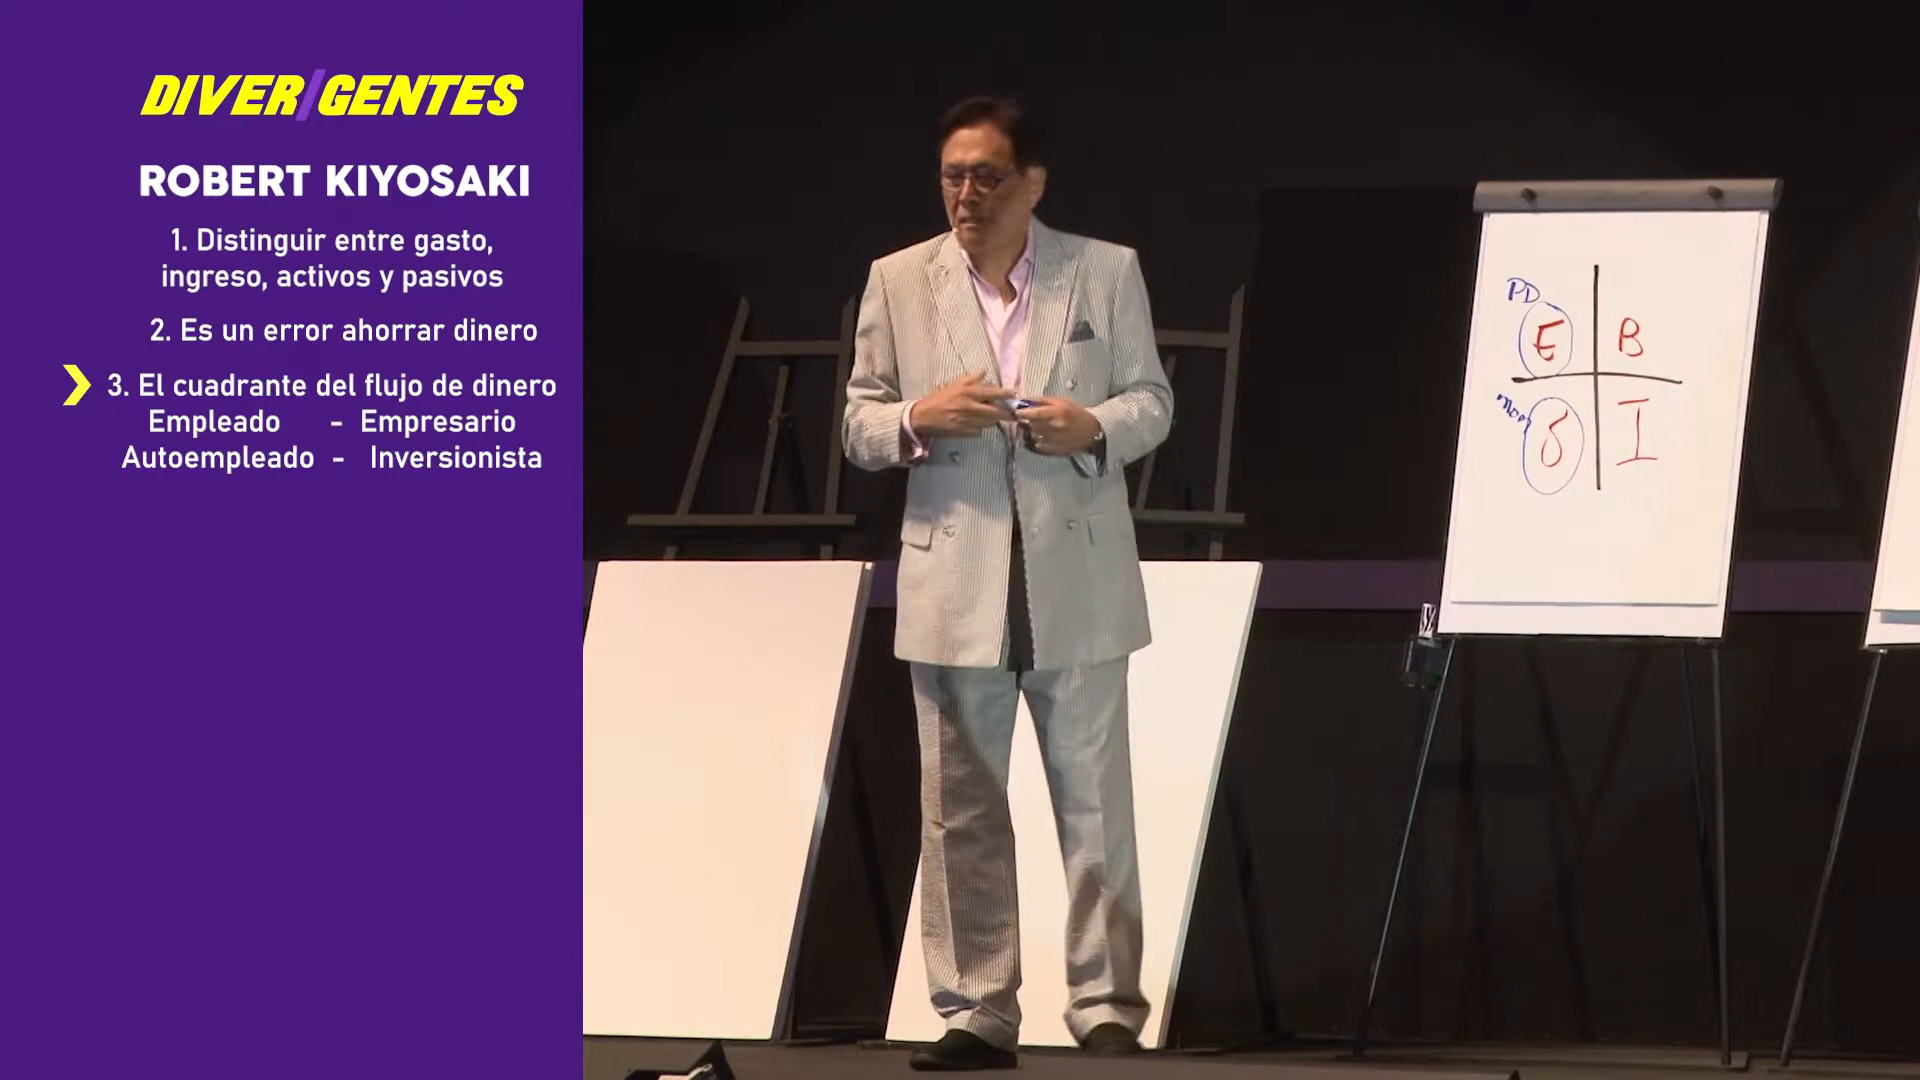 DIVER/GENTES
ROBERT KIYOSAKI
1. Distinguir entre gasto,
ingreso, activos y pasivos
2. Es un error ahorrar dinero
3. El cuadrante del flujo de dinero
Empleado - Empresario
Autoempleado - Inversionista
PD
E B
S I